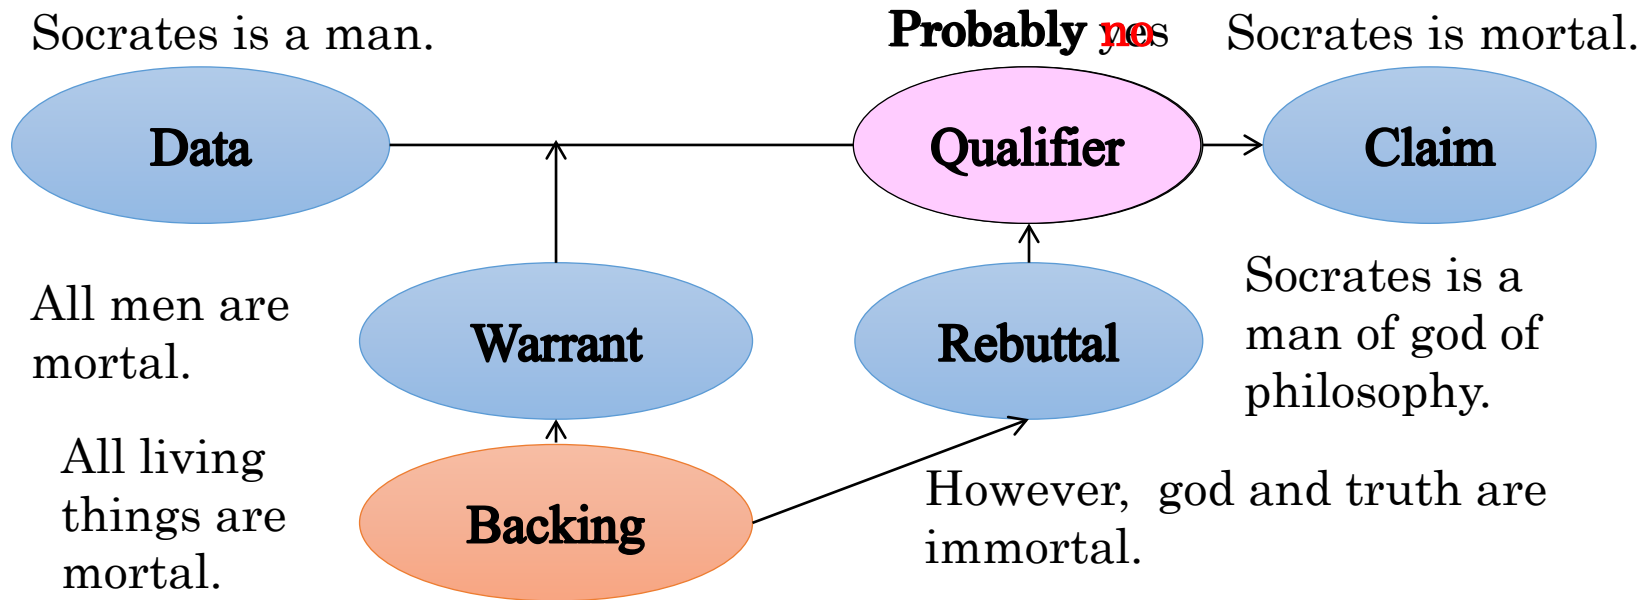 Socrates is a man.
Probably no yes
Socrates is mortal.
Data
Qualifier
Claim
All men are
mortal.
Warrant
Rebuttal
Socrates is a
man of god of
philosophy.
All living
things are
mortal.
Backing
However, god and truth are
immortal.